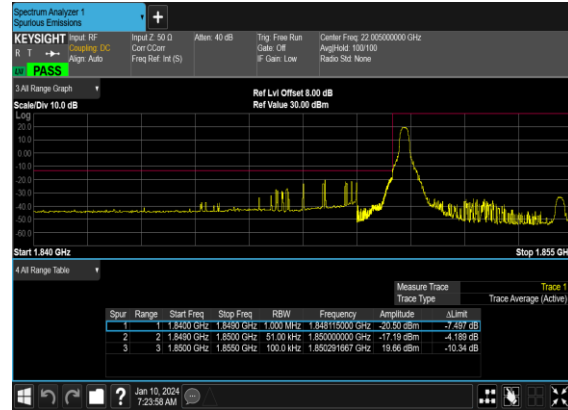 Spectrum Analyzer 1
Spurious Emissions
KEYSIGHT Input: RF Input Z: 50 Ω Atten: 40 dB Trig: Free Run Center Freq: 22.005000000 GHz
R T Coupling: DC Corr CCorr Gate: Off Avg|Hold: 100/100
Align: Auto Freq Ref: Int (S) IF Gain: Low Radio Std: None
PASS
3 All Range Graph
Scale/Div 10.0 dB Ref Lvl Offset 8.00 dB
Ref Value 30.00 dBm
Log
20.0
10.0
0.00
-10.0
-20.0
-30.0
-40.0
-50.0
-60.0
Start 1.840 GHz Stop 1.855 GH
4 All Range Table
Measure Trace Trace 1
Trace Type Trace Average (Active)
Spur Range Start Freq Stop Freq RBW Frequency Amplitude ΔLimit
1 1 1.8400 GHz 1.8490 GHz 1.000 MHz 1.848115000 GHz -20.50 dBm -7.497 dB
2 2 1.8490 GHz 1.8500 GHz 51.00 kHz 1.850000000 GHz -17.19 dBm -4.189 dB
3 3 1.8500 GHz 1.8550 GHz 100.0 kHz 1.850291667 GHz 19.66 dBm -10.34 dB
? Jan 10, 2024
7:23:58 AM